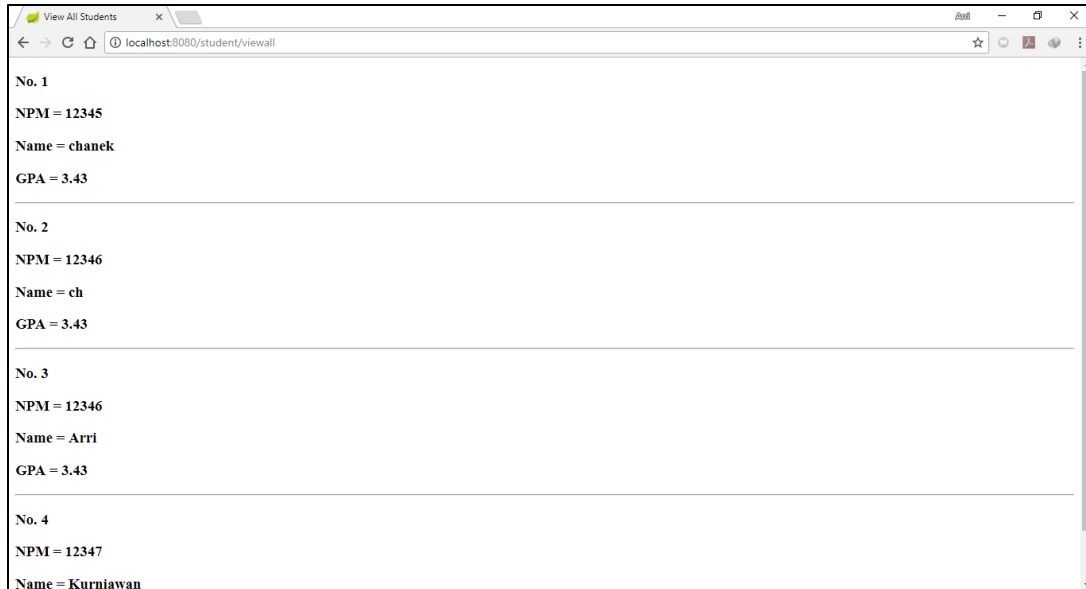 View All Students
Arri
localhost:8080/student/viewall
No. 1
NPM = 12345
Name = chanek
GPA = 3.43
No. 2
NPM = 12346
Name = ch
GPA = 3.43
No. 3
NPM = 12346
Name = Arri
GPA = 3.43
No. 4
NPM = 12347
Name = Kurniawan